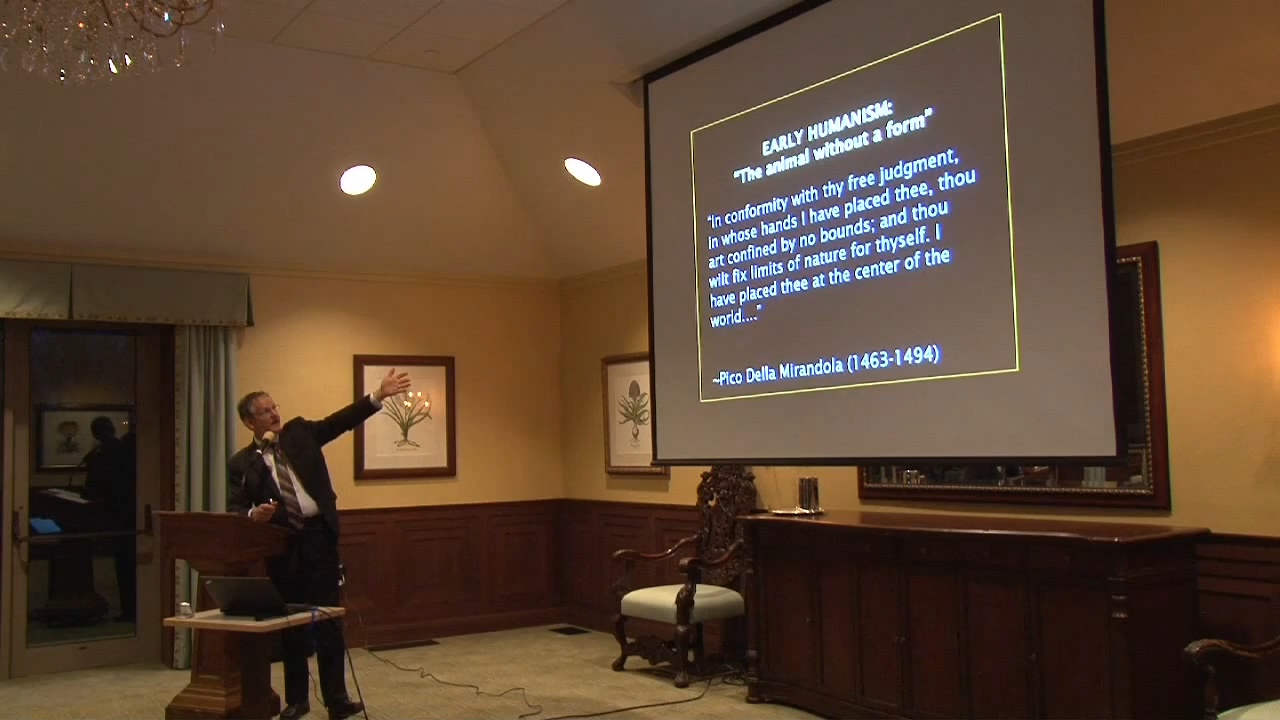 EARLY HUMANISM:
“The animal without a form”
“In conformity with thy free judgment,
in whose hands I have placed thee, thou
art confined by no bounds; and thou
wilt fix limits of nature for thyself. I
have placed thee at the center of the
world....”
~Pico Della Mirandola (1463-1494)